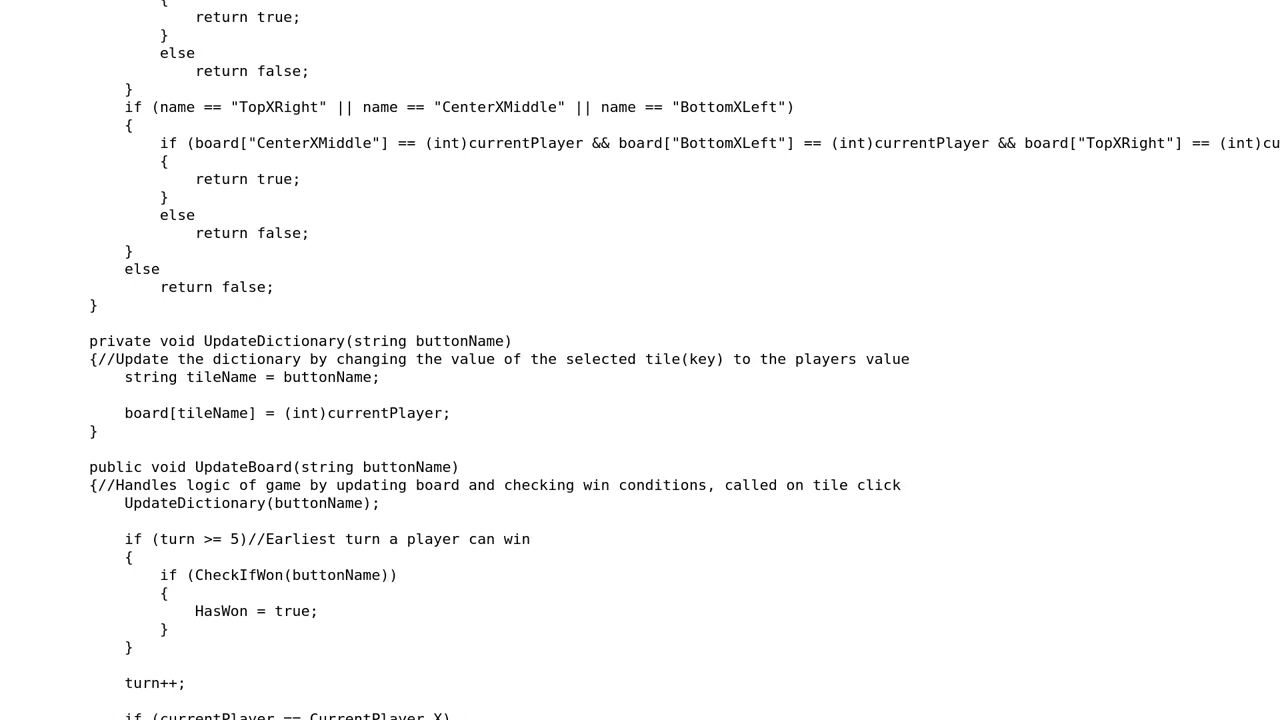 {
return true;
}
else
return false;
}
if (name == "TopXRight" || name == "CenterXMiddle" || name == "BottomXLeft")
{
if (board["CenterXMiddle"] == (int)currentPlayer && board["BottomXLeft"] == (int)currentPlayer && board["TopXRight"] == (int)cu
{
return true;
}
else
return false;
}
else
return false;
}
private void UpdateDictionary(string buttonName)
{//Update the dictionary by changing the value of the selected tile(key) to the players value
string tileName = buttonName;
board[tileName] = (int)currentPlayer;
}
public void UpdateBoard(string buttonName)
{//Handles logic of game by updating board and checking win conditions, called on tile click
UpdateDictionary(buttonName);
if (turn >= 5)//Earliest turn a player can win
{
if (CheckIfWon(buttonName))
{
HasWon = true;
}
}
turn++;
if (currentPlayer == CurrentPlayer.X)